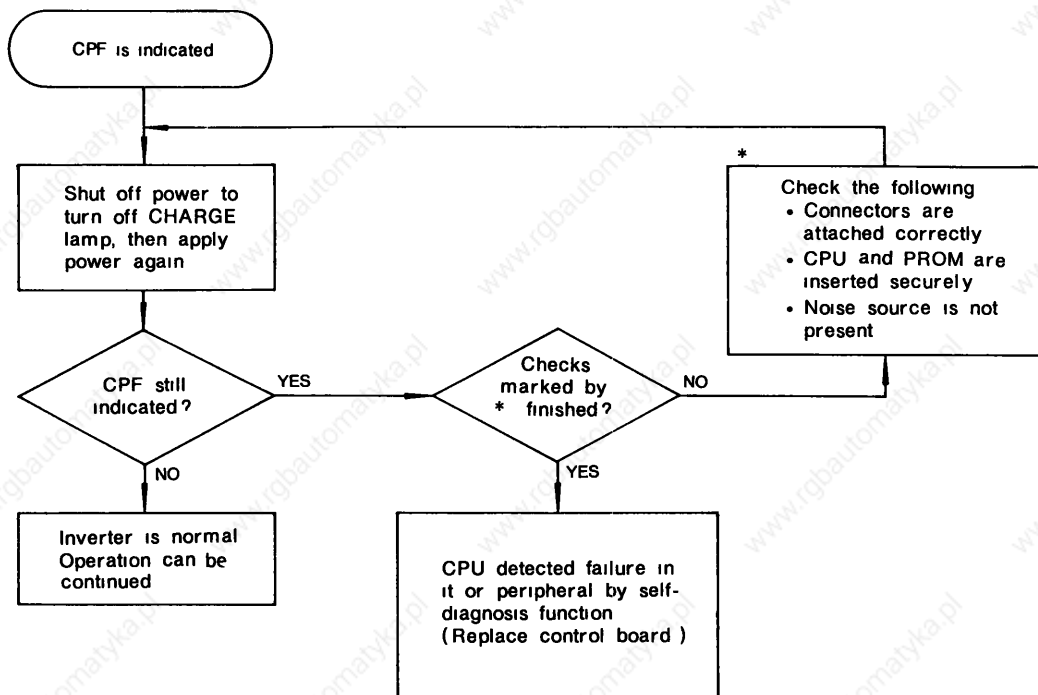 CPF is indicated
Shut off power to
turn off CHARGE
lamp, then apply
power again
CPF still
indicated?
YES
NO
Inverter is normal
Operation can be
continued
Checks
marked by
* finished?
NO
YES
CPU detected failure in
it or peripheral by self-
diagnosis function
(Replace control board)
*
Check the following
• Connectors are
attached correctly
• CPU and PROM are
inserted securely
• Noise source is not
present
www.rgbautomatyka.pl